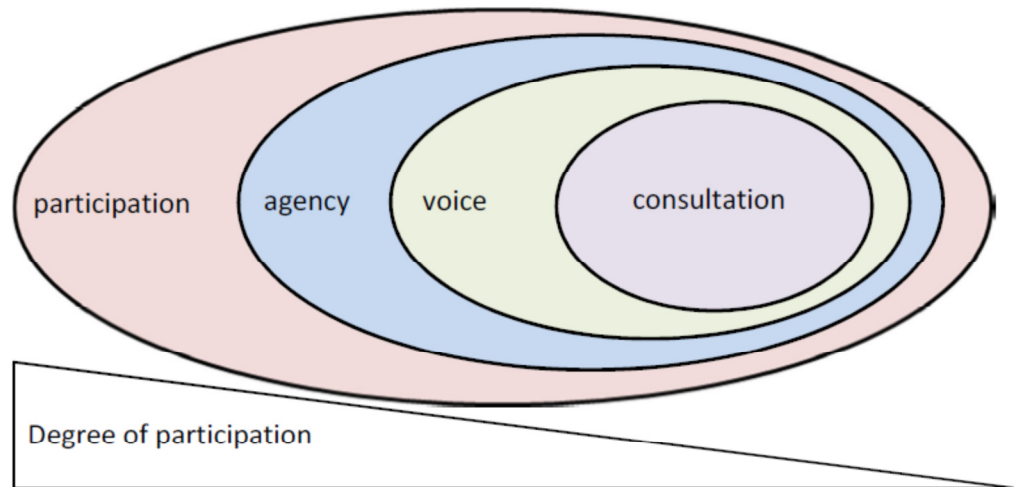 participation
agency
voice
consultation
Degree of participation